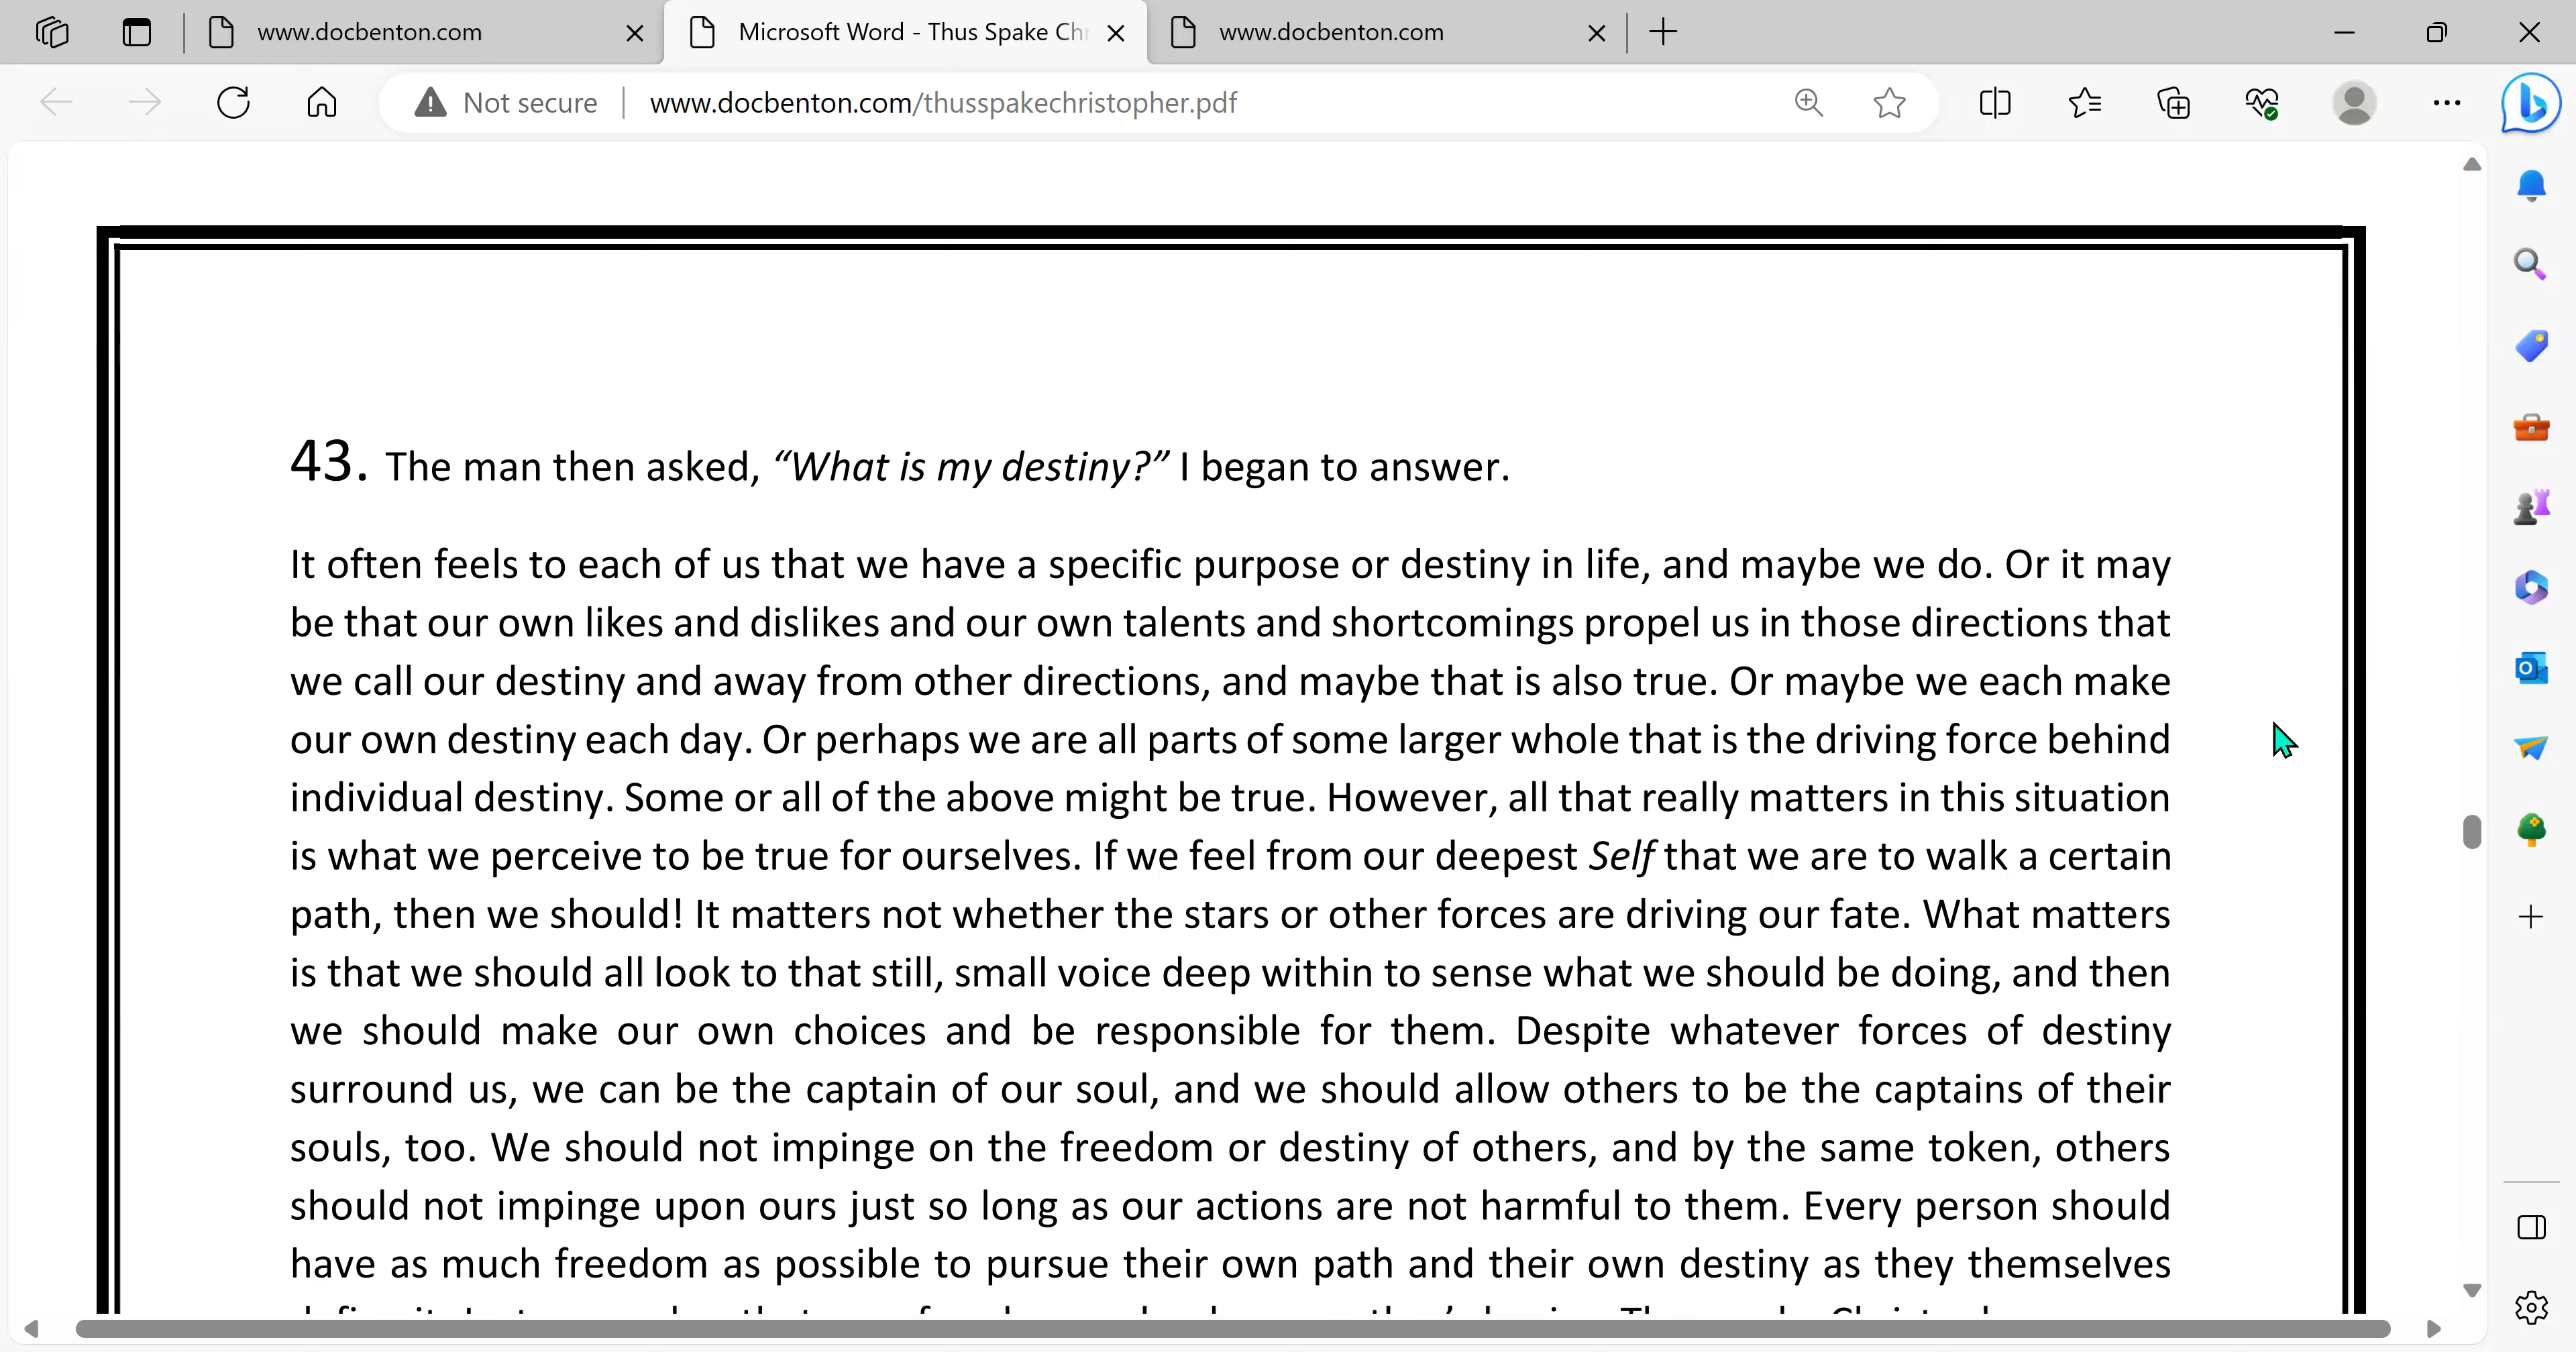 www.docbenton.com
Microsoft Word - Thus Spake
www.docbenton.com
Not secure
www.docbenton.com/thusspakechristopher.pdf
43. The man then asked, “What is my destiny?” I began to answer.
It often feels to each of us that we have a specific purpose or destiny in life, and maybe we do. Or it may
be that our own likes and dislikes and our own talents and shortcomings propel us in those directions that
we call our destiny and away from other directions, and maybe that is also true. Or maybe we each make
our own destiny each day. Or perhaps we are all parts of some larger whole that is the driving force behind
individual destiny. Some or all of the above might be true. However, all that really matters in this situation
is what we perceive to be true for ourselves. If we feel from our deepest Self that we are to walk a certain
path, then we should! It matters not whether the stars or other forces are driving our fate. What matters
is that we should all look to that still, small voice deep within to sense what we should be doing, and then
we should make our own choices and be responsible for them. Despite whatever forces of destiny
surround us, we can be the captain of our soul, and we should allow others to be the captains of their
souls, too. We should not impinge on the freedom or destiny of others, and by the same token, others
should not impinge upon ours just so long as our actions are not harmful to them. Every person should
have as much freedom as possible to pursue their own path and their own destiny as they themselves